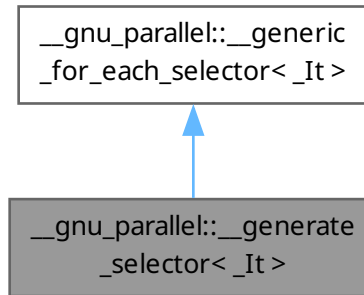 __gnu_parallel::__generic
_for_each_selector< _It >
__gnu_parallel::__generate
_selector< _It >